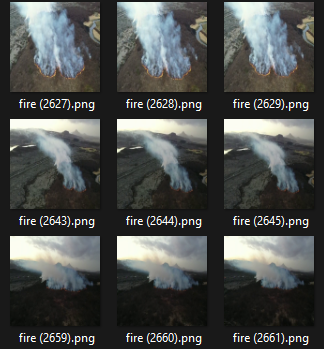 fire (2627).png
fire (2628).png
fire (2629).png
fire (2643).png
fire (2644).png
fire (2645).png
fire (2659).png
fire (2660).png
fire (2661).png